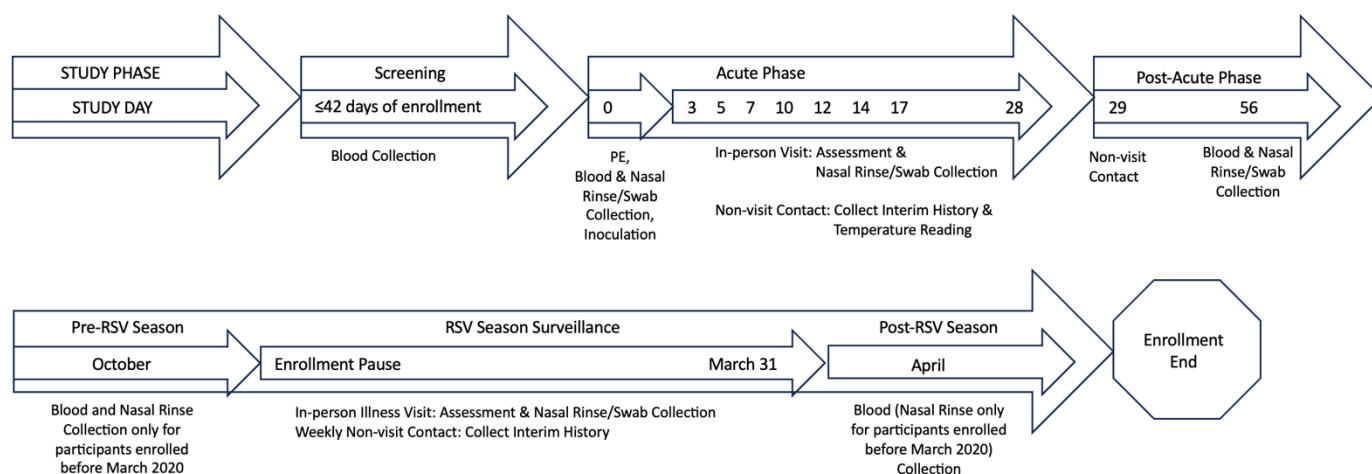 STUDY PHASE
STUDY DAY
Screening
≤42 days of enrollment
Blood Collection
Acute Phase
0 3 5 7 10 12 14 17 28
PE,
Blood & Nasal
Rinse/Swab
Collection,
Inoculation
In-person Visit: Assessment &
Nasal Rinse/Swab Collection
Non-visit Contact: Collect Interim History &
Temperature Reading
Post-Acute Phase
29 56
Non-visit
Contact
Blood & Nasal
Rinse/Swab
Collection
Pre-RSV Season
October
Blood and Nasal Rinse
Collection only for
participants enrolled
before March 2020
RSV Season Surveillance
Enrollment Pause March 31
In-person Illness Visit: Assessment & Nasal Rinse/Swab Collection
Weekly Non-visit Contact: Collect Interim History
Post-RSV Season
April
Blood (Nasal Rinse only
for participants enrolled
before March 2020)
Collection
Enrollment
End